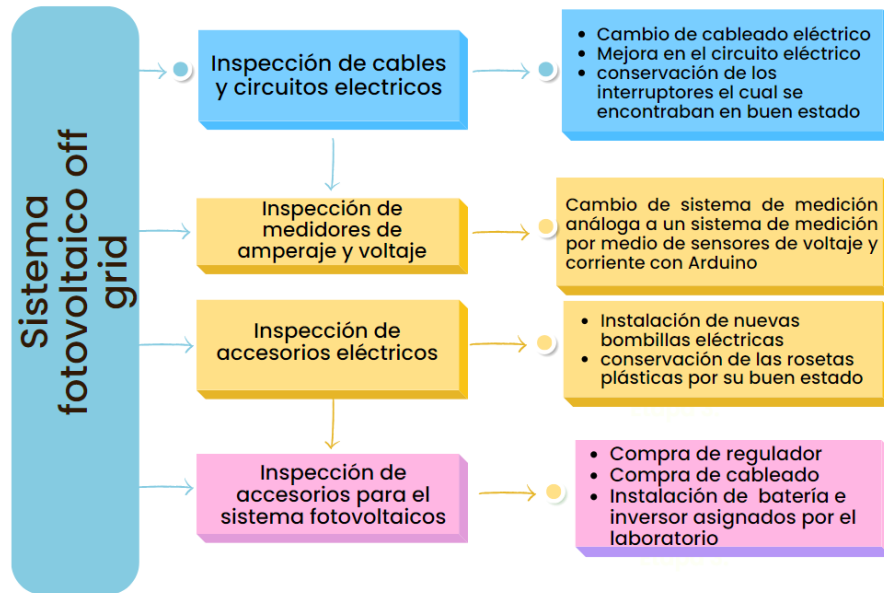 Sistema
fotovoltaico off
grid
Inspección de cables
y circuitos electricos
• Cambio de cableado eléctrico
• Mejora en el circuito eléctrico
• conservación de los
interruptores el cual se
encontraban en buen estado
Inspección de
medidores de
amperaje y voltaje
Cambio de sistema de medición
análoga a un sistema de medición
por medio de sensores de voltaje y
corriente con Arduino
Inspección de
accesorios eléctricos
• Instalación de nuevas
bombillas eléctricas
• conservación de las rosetas
plásticas por su buen estado
Inspección de
accesorios para el
sistema fotovoltaicos
• Compra de regulador
• Compra de cableado
• Instalación de batería e
inversor asignados por el
laboratorio